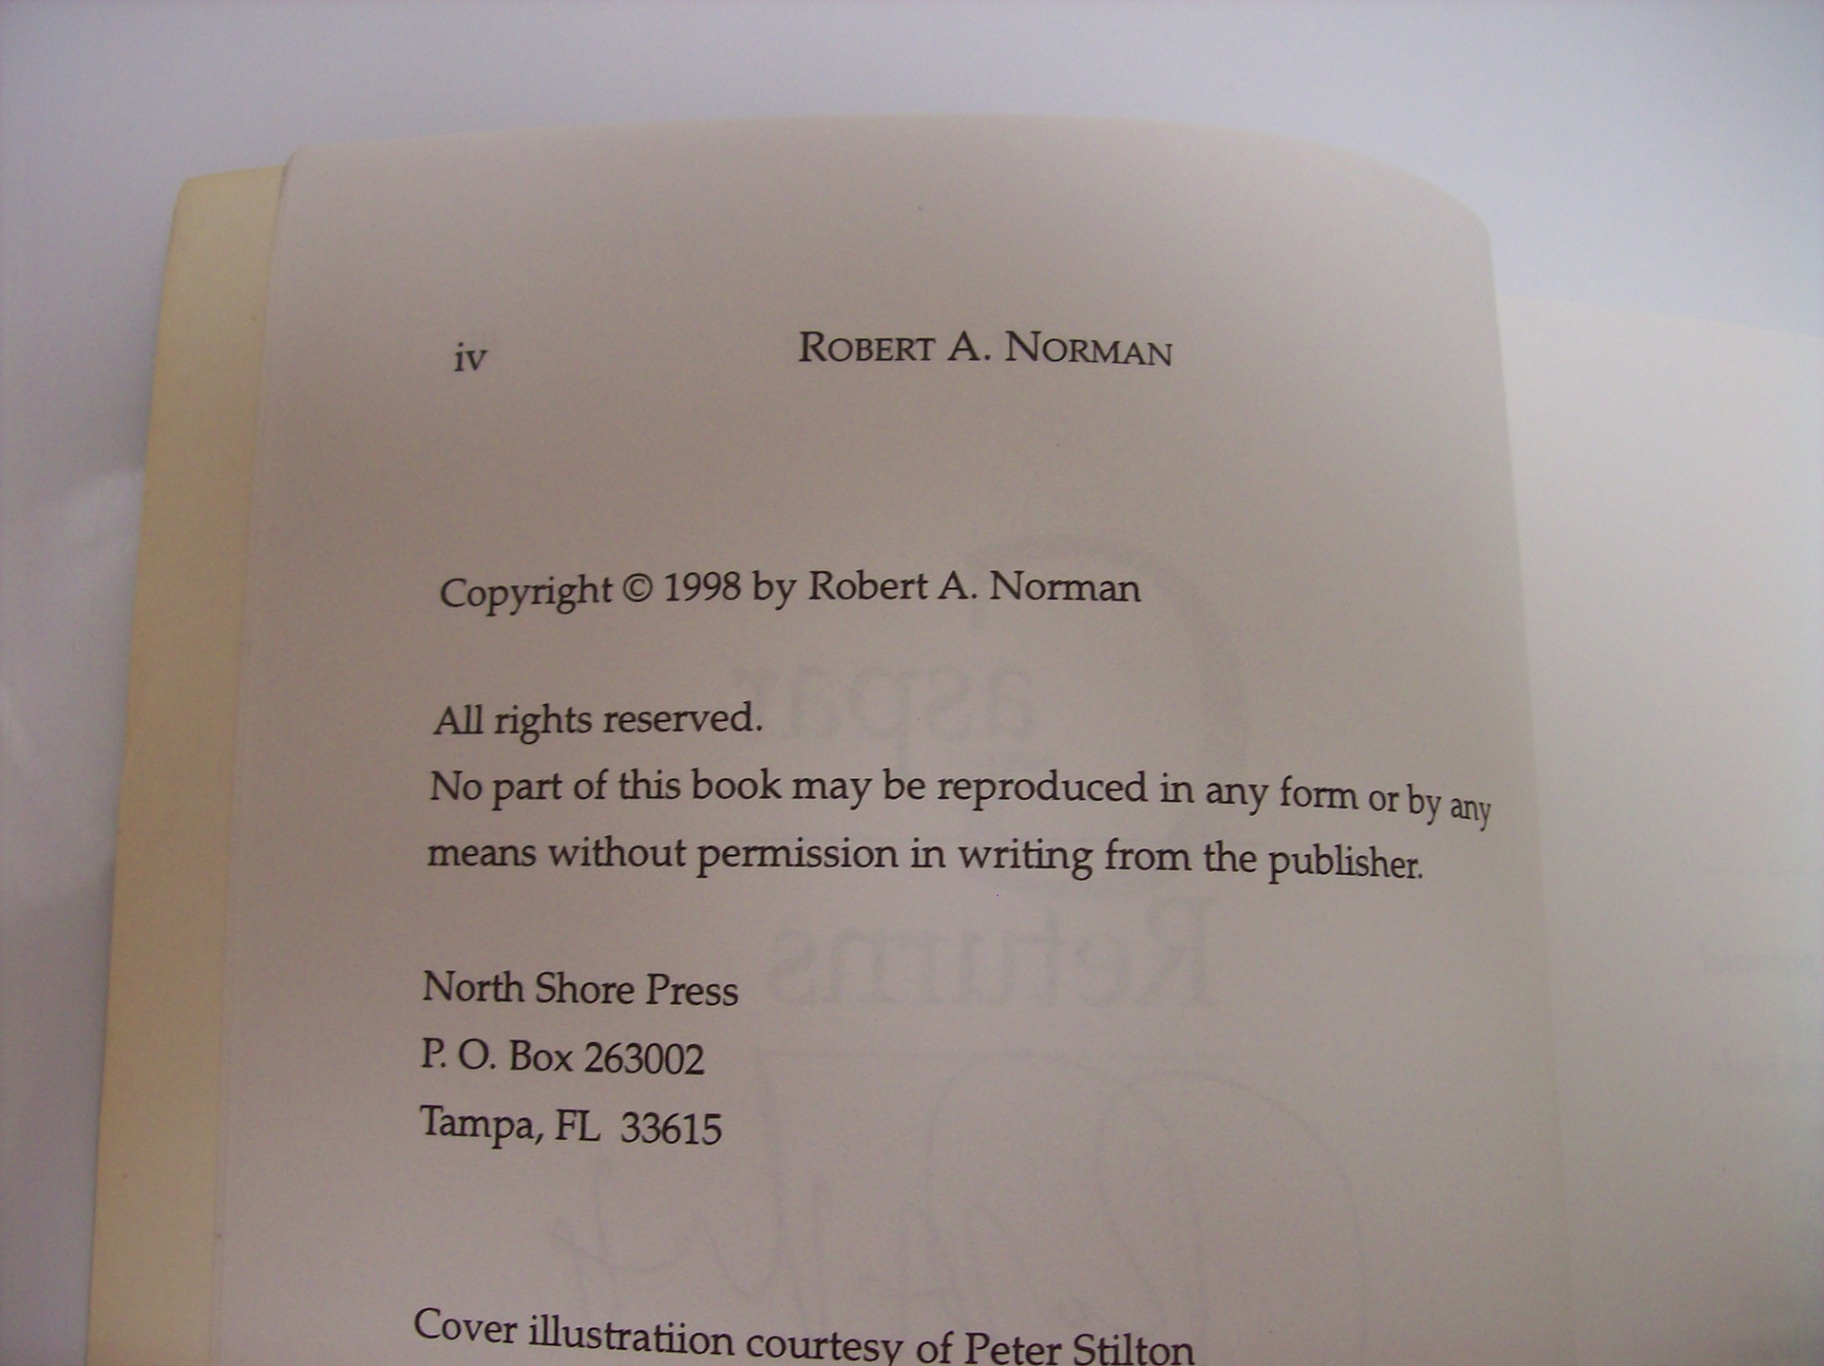 iv ROBERT A. NORMAN
Copyright © 1998 by Robert A. Norman
All rights reserved.
No part of this book may be reproduced in any form or by any
means without permission in writing from the publisher.
North Shore Press
P. O. Box 263002
Tampa, FL 33615
Cover illustratiion courtesy of Peter Stilton
aspar
Returns